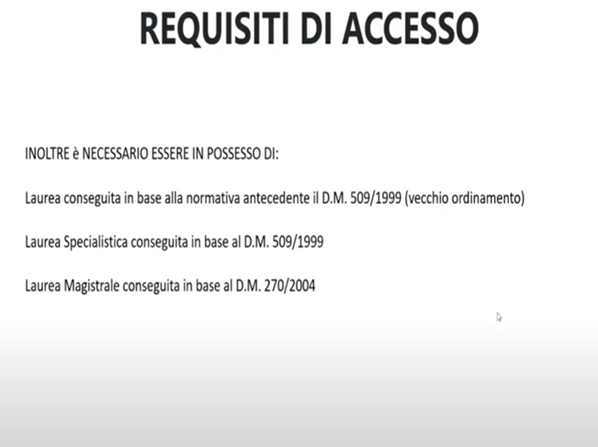 REQUISITI DI ACCESSO
INOLTRE è NECESSARIO ESSERE IN POSSESSO DI:
Laurea conseguita in base alla normativa antecedente il D.M. 509/1999 (vecchio ordinamento)
Laurea Specialistica conseguita in base al D.M. 509/1999
Laurea Magistrale conseguita in base al D.M. 270/2004